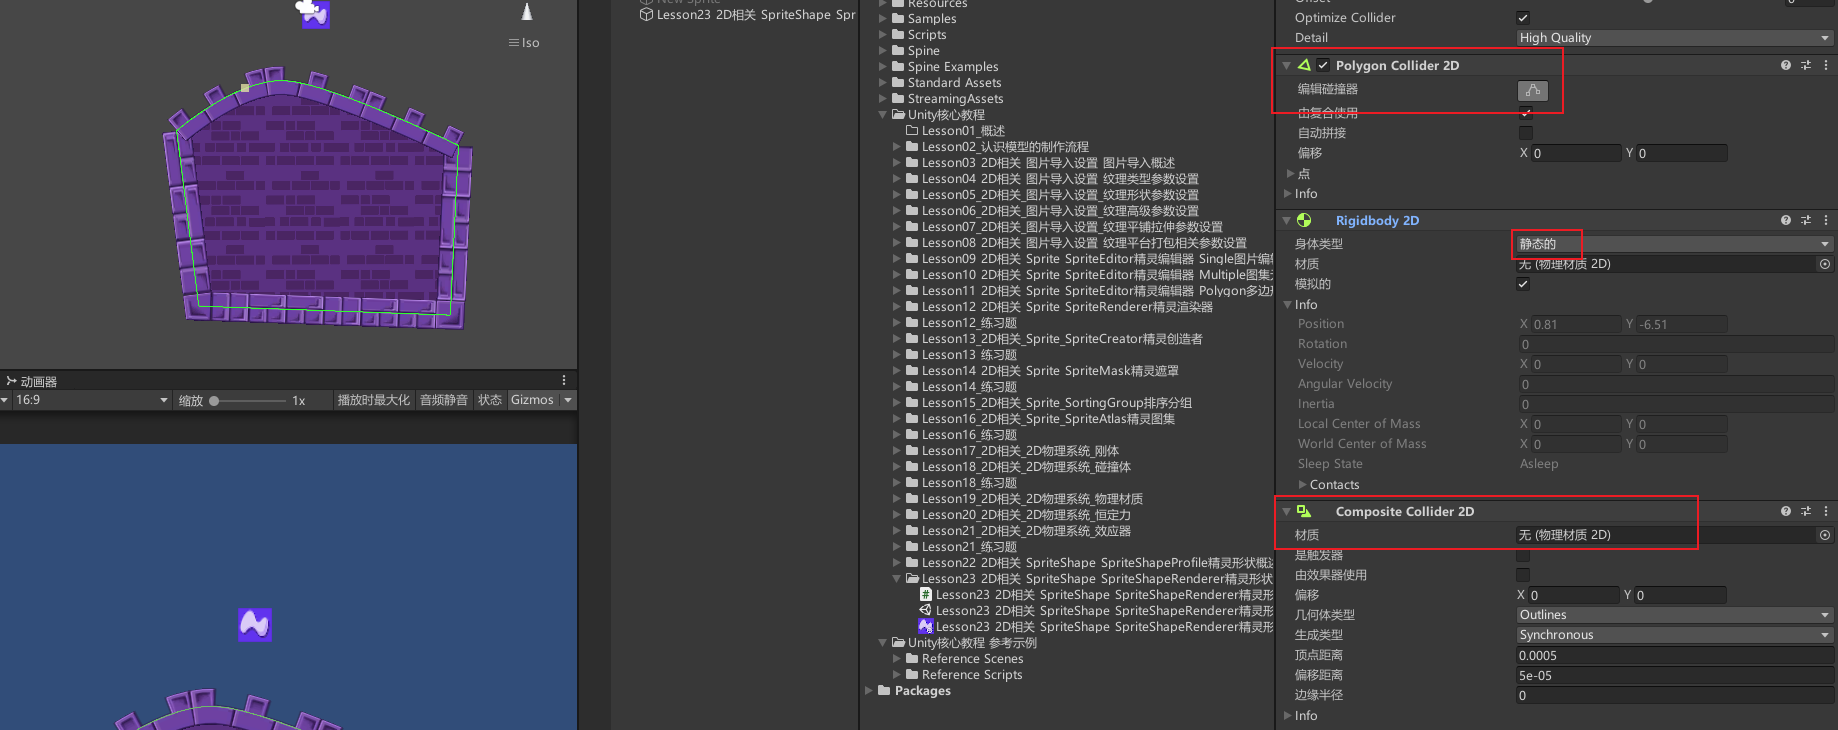 Iso
动画器
16:9
缩放
1x
播放时最大化
音频静音
状态
Gizmos
New Sprite
Lesson23 2D相关 SpriteShape Spr
Resources
Samples
Scripts
Spine
Spine Examples
Standard Assets
StreamingAssets
Unity核心教程
Lesson01_概述
Lesson02_认识模型的制作流程
Lesson03 2D相关 图片导入设置 图片导入概述
Lesson04 2D相关 图片导入设置 纹理类型参数设置
Lesson05_2D相关_图片导入设置_纹理形状参数设置
Lesson06_2D相关_图片导入设置_纹理高级参数设置
Lesson07_2D相关_图片导入设置_纹理平铺拉伸参数设置
Lesson08 2D相关 图片导入设置 纹理平台打包相关参数设置
Lesson09 2D相关 Sprite SpriteEditor精灵编辑器 Single图片编辑
Lesson10 2D相关 Sprite SpriteEditor精灵编辑器 Multiple图集
Lesson11 2D相关 Sprite SpriteEditor精灵编辑器 Polygon多边形
Lesson12 2D相关 Sprite SpriteRenderer精灵渲染器
Lesson12_练习题
Lesson13_2D相关_Sprite_SpriteCreator精灵创造者
Lesson13 练习题
Lesson14 2D相关 Sprite SpriteMask精灵遮罩
Lesson14_练习题
Lesson15_2D相关_Sprite_SortingGroup排序分组
Lesson16_2D相关_Sprite_SpriteAtlas精灵图集
Lesson16_练习题
Lesson17_2D相关_2D物理系统_刚体
Lesson18_2D相关_2D物理系统_碰撞体
Lesson18_练习题
Lesson19_2D相关_2D物理系统_物理材质
Lesson20_2D相关_2D物理系统_恒定力
Lesson21_2D相关_2D物理系统_效应器
Lesson21_练习题
Lesson22 2D相关 SpriteShape SpriteShapeProfile精灵形状概述
Lesson23 2D相关 SpriteShape SpriteShapeRenderer精灵形状
Lesson23 2D相关 SpriteShape SpriteShapeRenderer精灵形
Lesson23 2D相关 SpriteShape SpriteShapeRenderer精灵形
Lesson23 2D相关 SpriteShape SpriteShapeRenderer精灵形
Unity核心教程 参考示例
Reference Scenes
Reference Scripts
Packages
Offset 0
Optimize Collider
Detail High Quality
Polygon Collider 2D
编辑碰撞器
由复合使用
自动拼接
偏移 X 0 Y 0
点
Info
Rigidbody 2D
身体类型 静态的
材质 无 (物理材质 2D)
模拟的
Info
Position X 0.81 Y -6.51
Rotation 0
Velocity X 0 Y 0
Angular Velocity 0
Inertia 0
Local Center of Mass X 0 Y 0
World Center of Mass X 0 Y 0
Sleep State Asleep
Contacts
Composite Collider 2D
材质 无 (物理材质 2D)
是触发器
由效果器使用
偏移 X 0 Y 0
几何体类型 Outlines
生成类型 Synchronous
顶点距离 0.0005
偏移距离 5e-05
边缘半径 0
Info